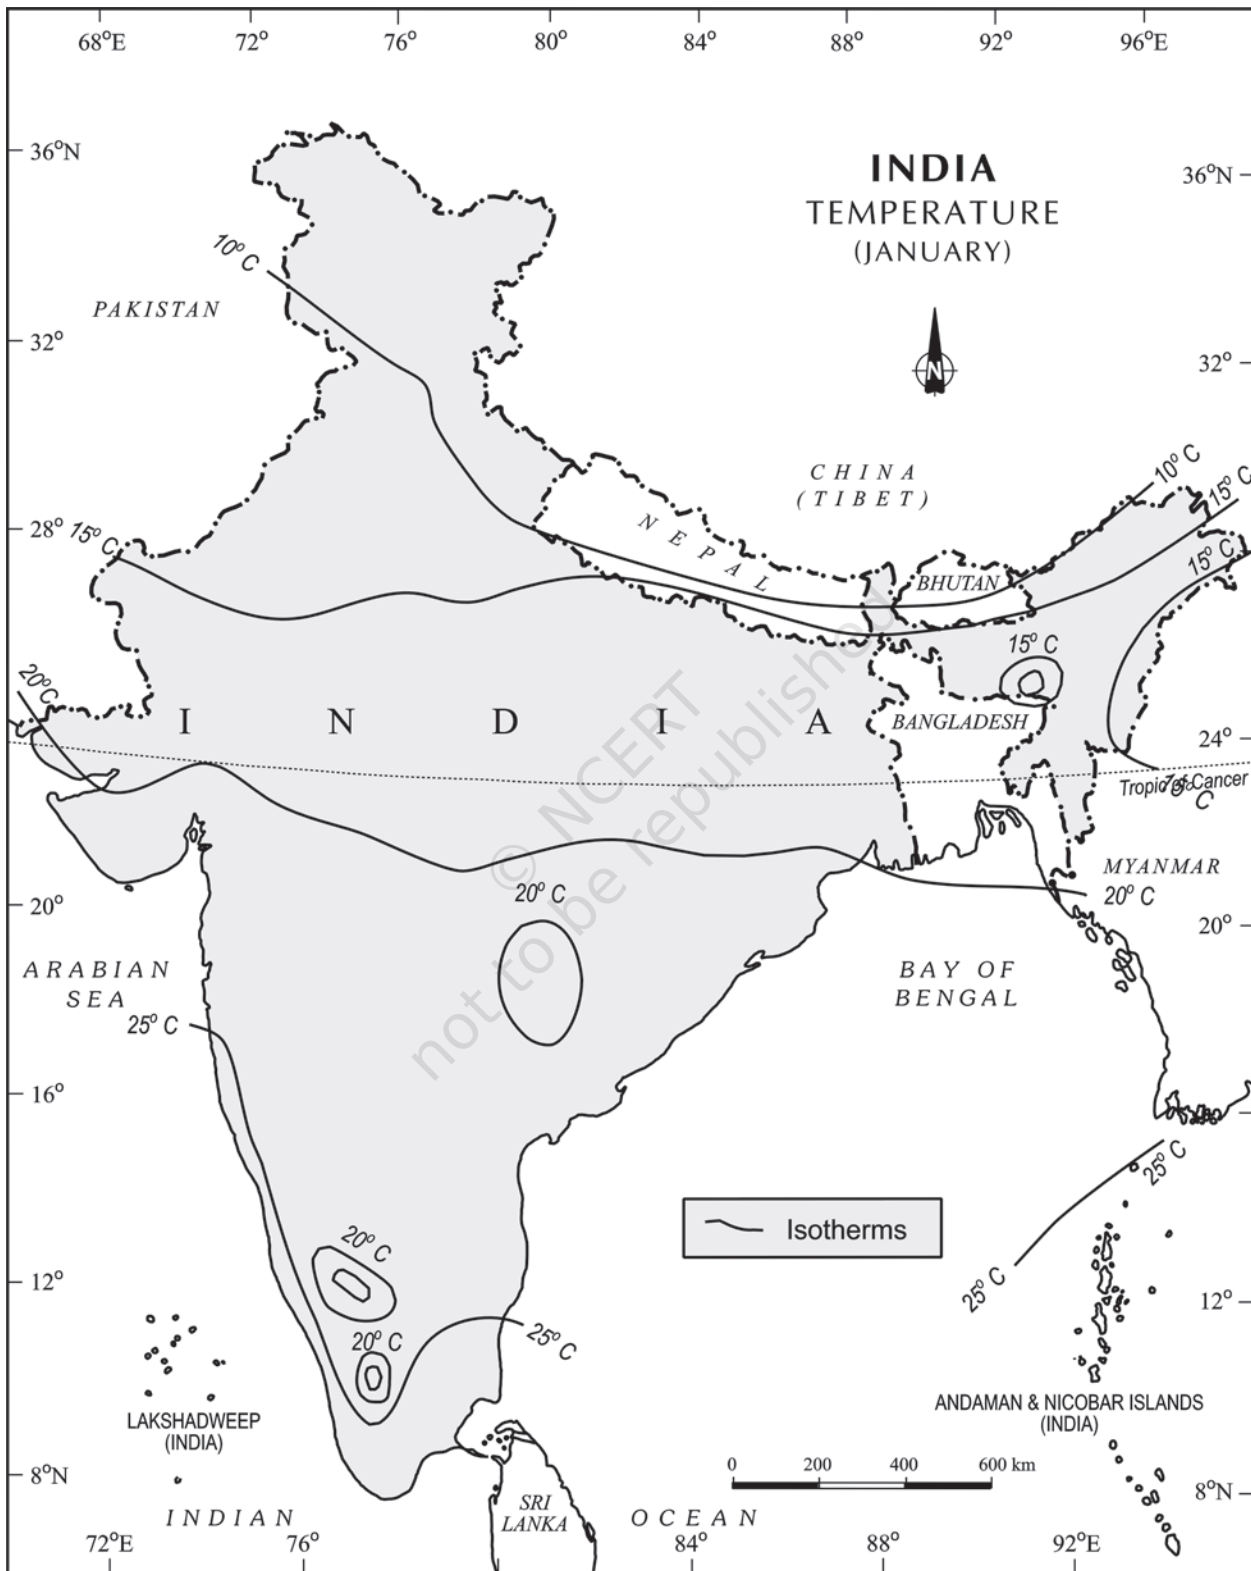 68°E 72° 76° 80° 84° 88° 92° 96°E
36°N
36°N
INDIA
TEMPERATURE
(JANUARY)
10° C
PAKISTAN
32°
32°
N
CHINA
(TIBET)
10° C
15° C
NEPAL
28°
15° C
15° C
BHUTAN
15° C
20° C
INDIA
BANGLADESH
24°
Tropic of Cancer
15° C
MYANMAR
20° C
20° C
20°
20°
© NCERT
not to be republished
ARABIAN
SEA
BAY OF
BENGAL
25° C
16°
25° C
Isotherms
20° C
12°
25° C
12°
20° C
25° C
LAKSHADWEEP
(INDIA)
ANDAMAN & NICOBAR ISLANDS
(INDIA)
0 200 400 600 km
8°N
8°N
SRI
LANKA
INDIAN OCEAN
72° 76° 84° 88° 92°E